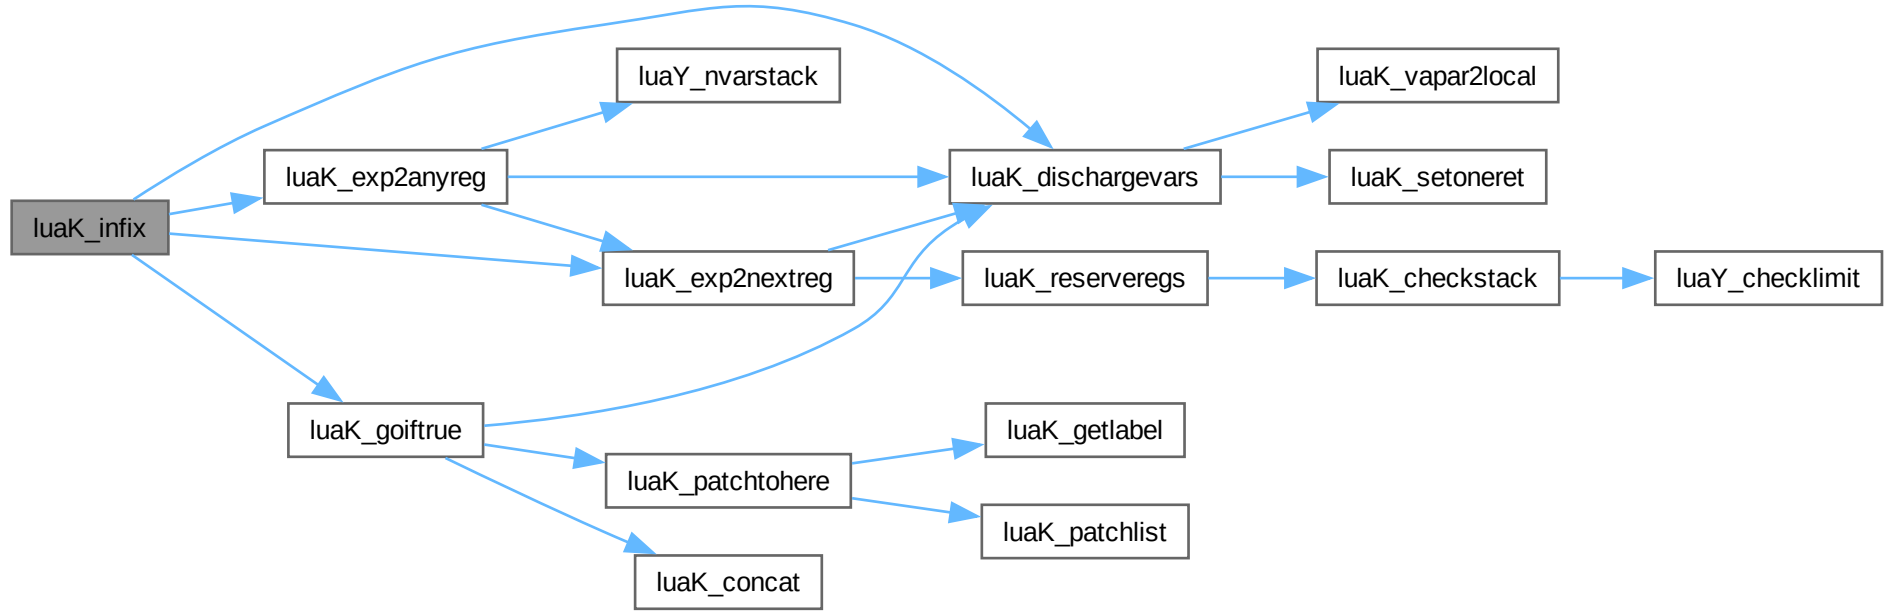 luaY_nvarstack
luaK_vapar2local
luaK_exp2anyreg
luaK_dischargevars
luaK_setoneret
luaK_infix
luaK_exp2nextreg
luaK_reserveregs
luaK_checkstack
luaY_checklimit
luaK_goiftrue
luaK_getlabel
luaK_patchtohere
luaK_patchlist
luaK_concat